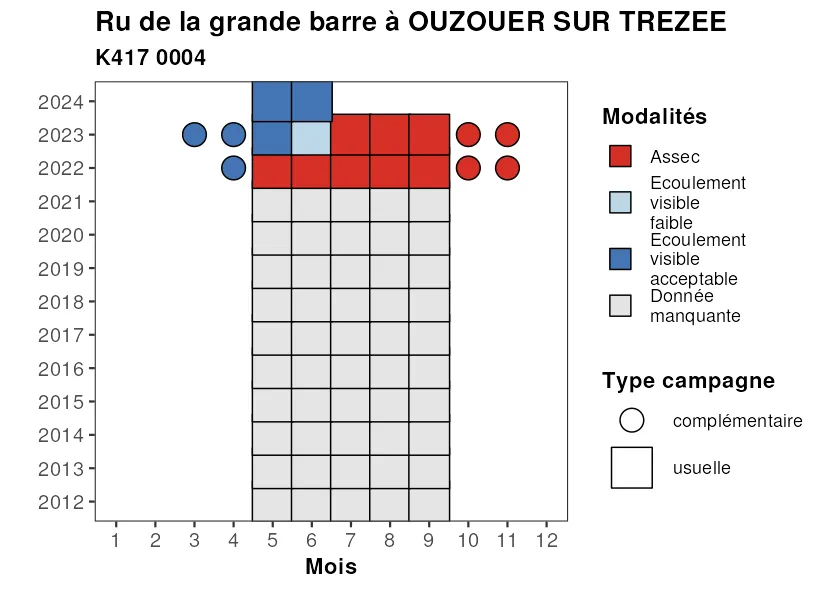 Ru de la grande barre à OUZOUER SUR TREZEE
K417 0004
2024
2023
2022
2021
2020
2019
2018
2017
2016
2015
2014
2013
2012
1 2 3 4 5 6 7 8 9 10 11 12
Mois
Modalités
Assec
Ecoulement
visible
faible
Ecoulement
visible
acceptable
Donnée
manquante
Type campagne
complémentaire
usuelle